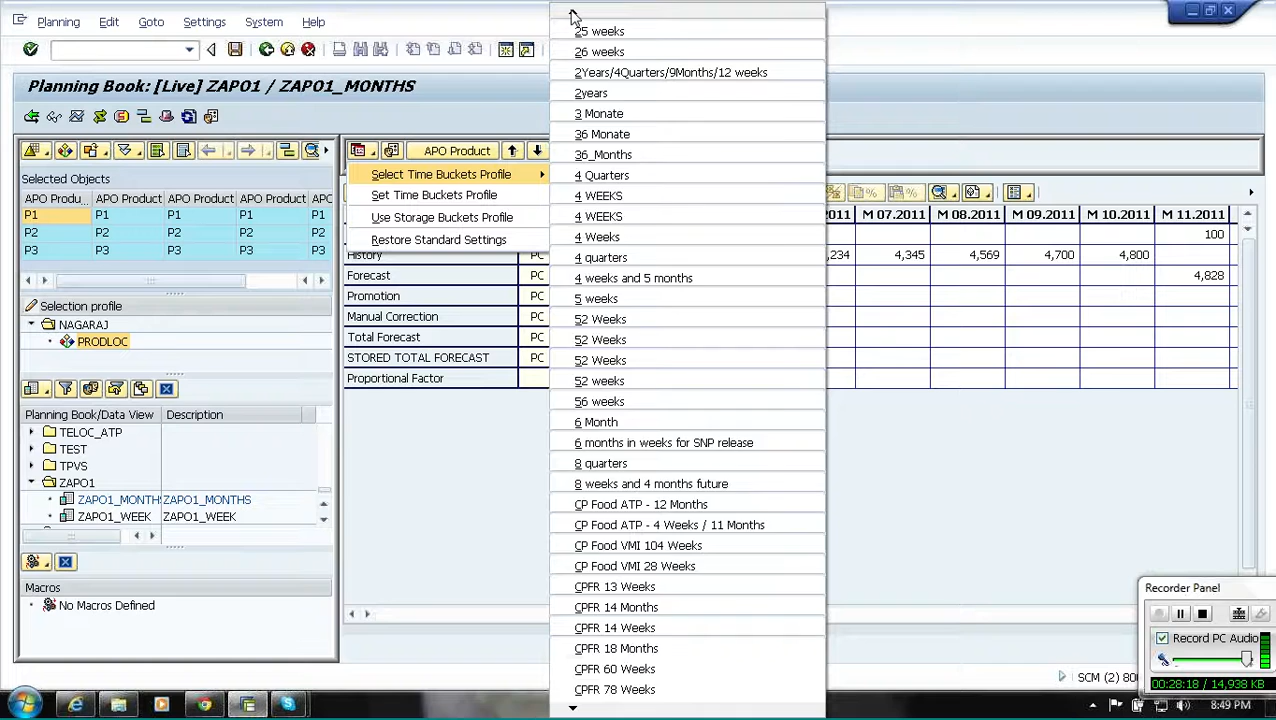 Planning Edit Goto Settings System Help
Planning Book: [Live] ZAPO1 / ZAPO1_MONTHS
APO Product
Selected Objects
APO Produ... APO Prod APO Prod APO Prod APO Prod
P1 P1 P1 P1 P1
P2 P2 P2 P2 P2
P3 P3 P3 P3 P3
Selection profile
NAGARAJ
PRODLOC
Planning Book/Data View Description
TELOC_ATP
TEST
TPVS
ZAPO1
ZAPO1_MONTHS ZAPO1_MONTHS
ZAPO1_WEEK ZAPO1_WEEK
Macros
No Macros Defined
Select Time Buckets Profile
Set Time Buckets Profile
Use Storage Buckets Profile
Restore Standard Settings
25 weeks
26 weeks
2Years/4Quarters/9Months/12 weeks
2years
3 Monate
36 Monate
36_Months
4 Quarters
4 WEEKS
4 WEEKS
4 Weeks
4 quarters
4 weeks and 5 months
5 weeks
52 Weeks
52 Weeks
52 Weeks
52 weeks
56 weeks
6 Month
6 months in weeks for SNP release
8 quarters
8 weeks and 4 months future
CP Food ATP - 12 Months
CP Food ATP - 4 Weeks / 11 Months
CP Food VMI 104 Weeks
CP Food VMI 28 Weeks
CPFR 13 Weeks
CPFR 14 Months
CPFR 14 Weeks
CPFR 18 Months
CPFR 60 Weeks
CPFR 78 Weeks
2011 M 07.2011 M 08.2011 M 09.2011 M 10.2011 M 11.2011
100
History ,234 4,345 4,569 4,700 4,800
Forecast PC 4,828
Promotion PC
Manual Correction PC
Total Forecast PC
STORED TOTAL FORECAST PC
Proportional Factor
Recorder Panel
Record PC Audio
00:28:18 / 14,938 KB
SCM (2) 80
8:49 PM